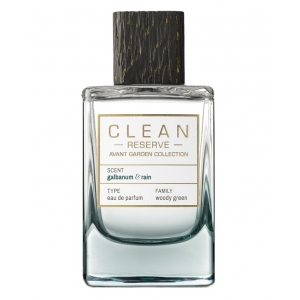 CLEAN
RESERVE
AVANT GARDEN COLLECTION
SCENT
galbanum & rain
TYPE FAMILY
eau de parfum woody green